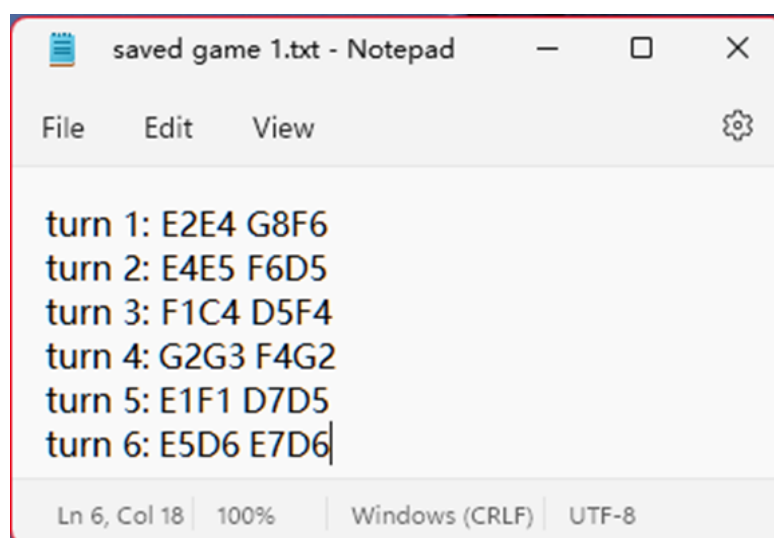 saved game 1.txt - Notepad
File Edit View
turn 1: E2E4 G8F6
turn 2: E4E5 F6D5
turn 3: F1C4 D5F4
turn 4: G2G3 F4G2
turn 5: E1F1 D7D5
turn 6: E5D6 E7D6
Ln 6, Col 18 100% Windows (CRLF) UTF-8